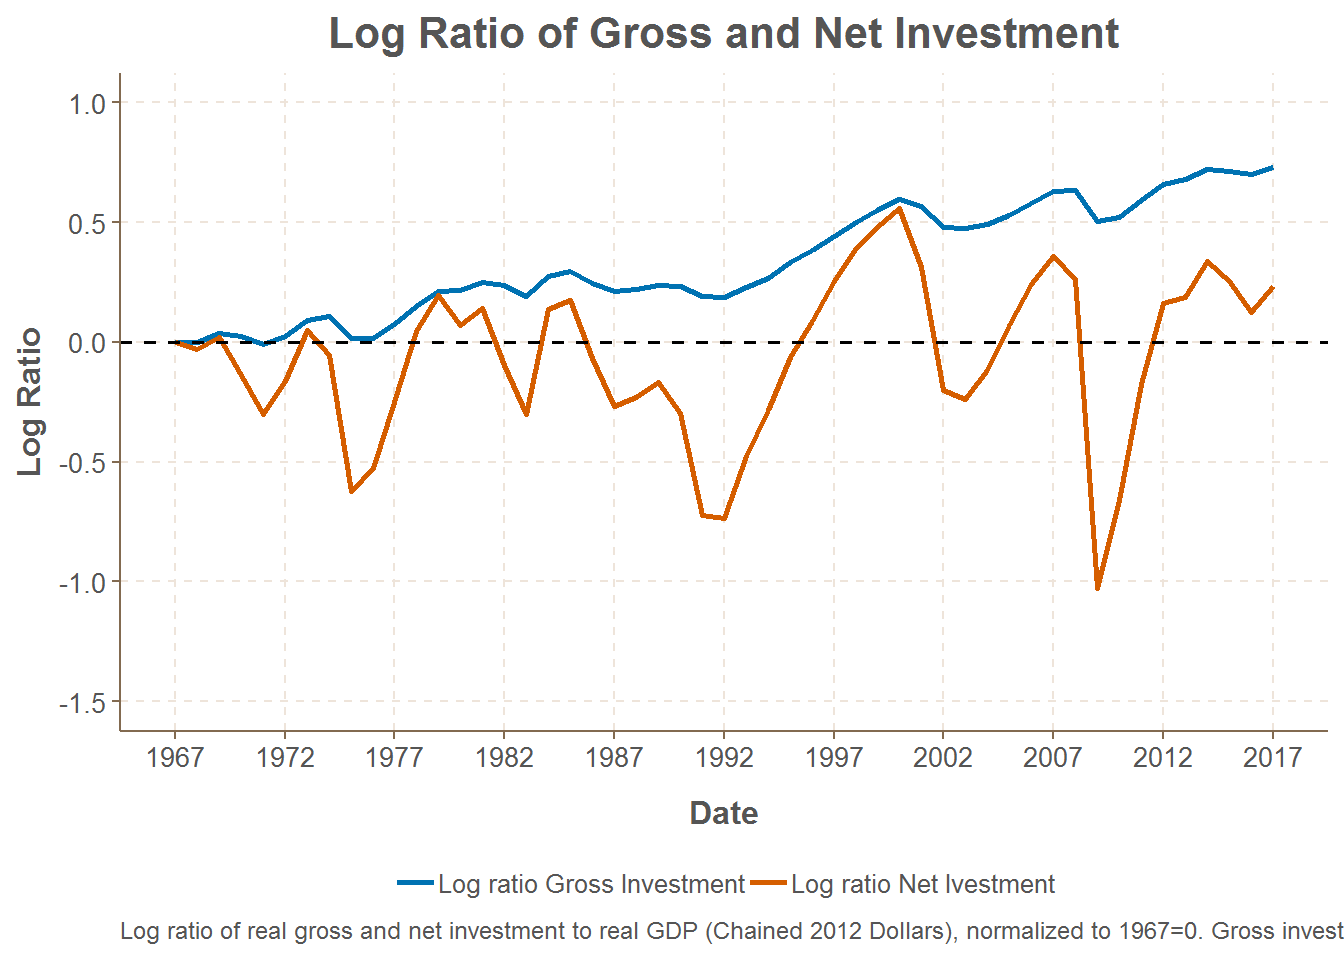 Log Ratio of Gross and Net Investment
Log Ratio
1.0
0.5
0.0
-0.5
-1.0
-1.5
1967 1972 1977 1982 1987 1992 1997 2002 2007 2012 2017
Date
Log ratio Gross Investment Log ratio Net Ivestment
Log ratio of real gross and net investment to real GDP (Chained 2012 Dollars), normalized to 1967=0. Gross invest